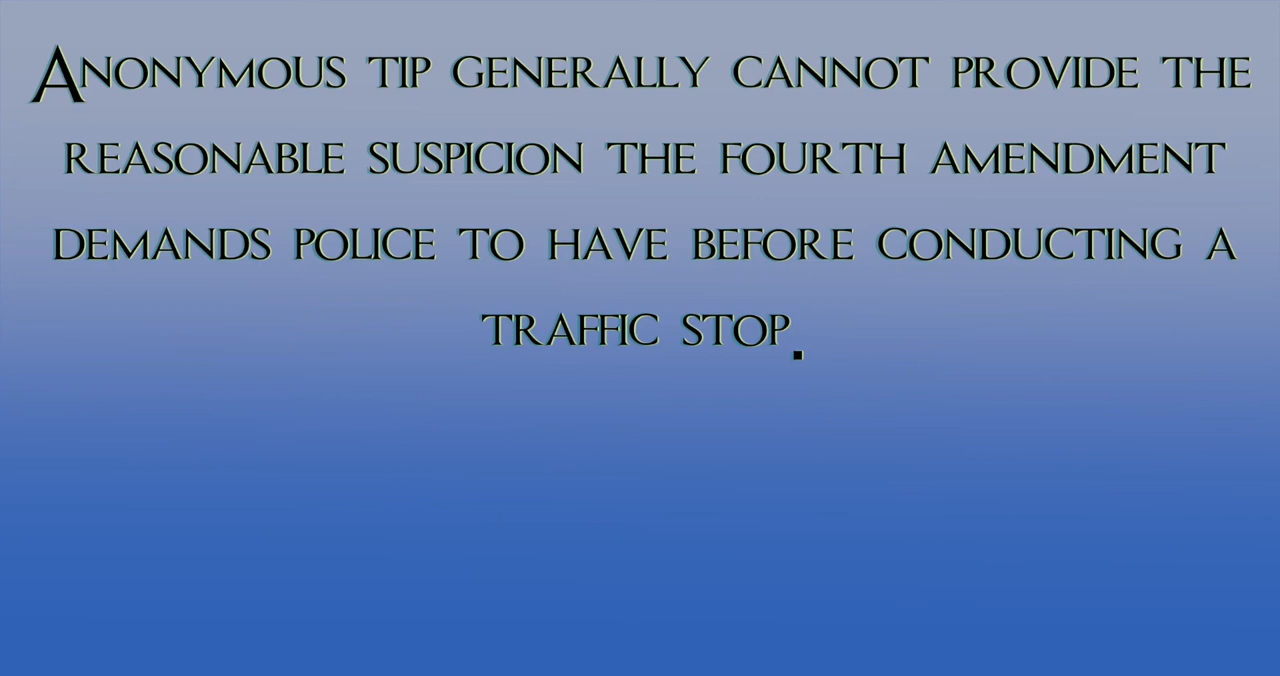 Anonymous tip generally cannot provide the
reasonable suspicion the fourth amendment
demands police to have before conducting a
traffic stop.